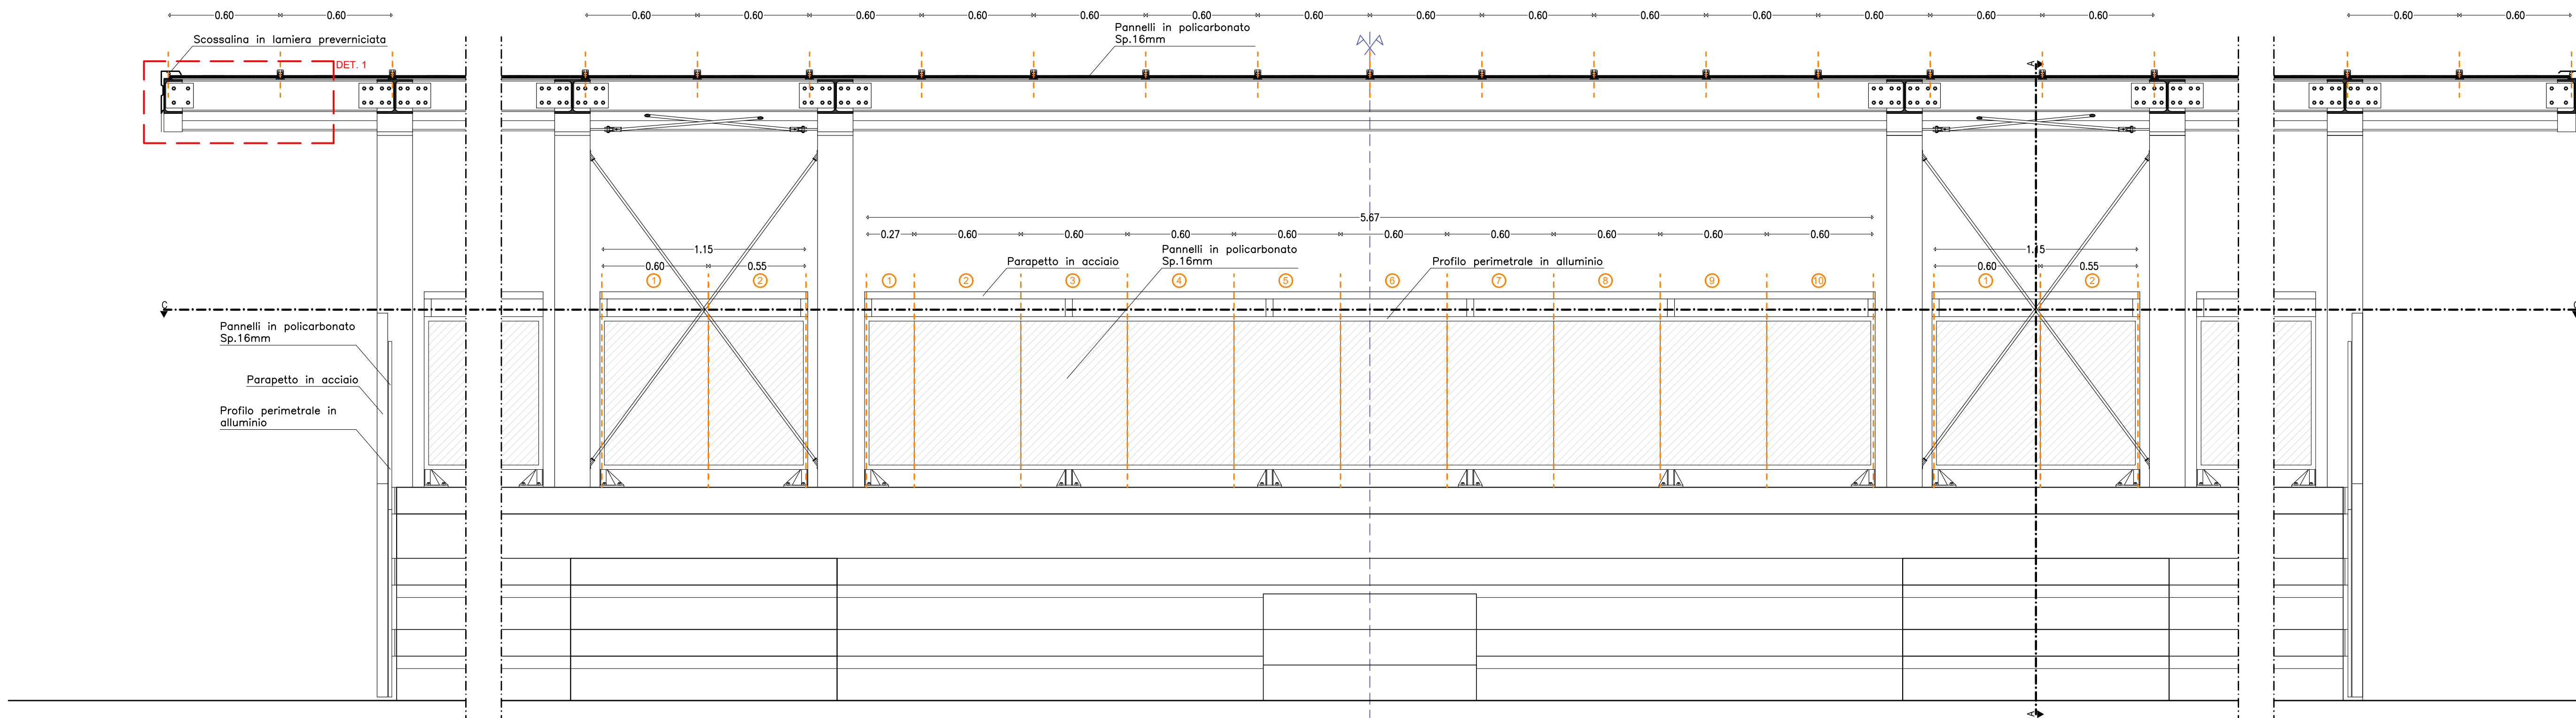 0.60 0.60 0.60 0.60 0.60 0.60 0.60 0.60 0.60 0.60 0.60 0.60 0.60 0.60 0.60 0.60 0.60 0.60
Pannelli in policarbonato
Sp.16mm
Scossalina in lamiera preverniciata
DET. 1
A
5.67
0.27 0.60 0.60 0.60 0.60 0.60 0.60 0.60 0.60 0.60
1.15
0.60 0.55
1.15
0.60 0.55
Parapetto in acciaio
Pannelli in policarbonato
Sp.16mm
Profilo perimetrale in alluminio
1 2
1 2 3 4 5 6 7 8 9 10
1 2
C
Pannelli in policarbonato
Sp.16mm
Parapetto in acciaio
Profilo perimetrale in
alluminio
A